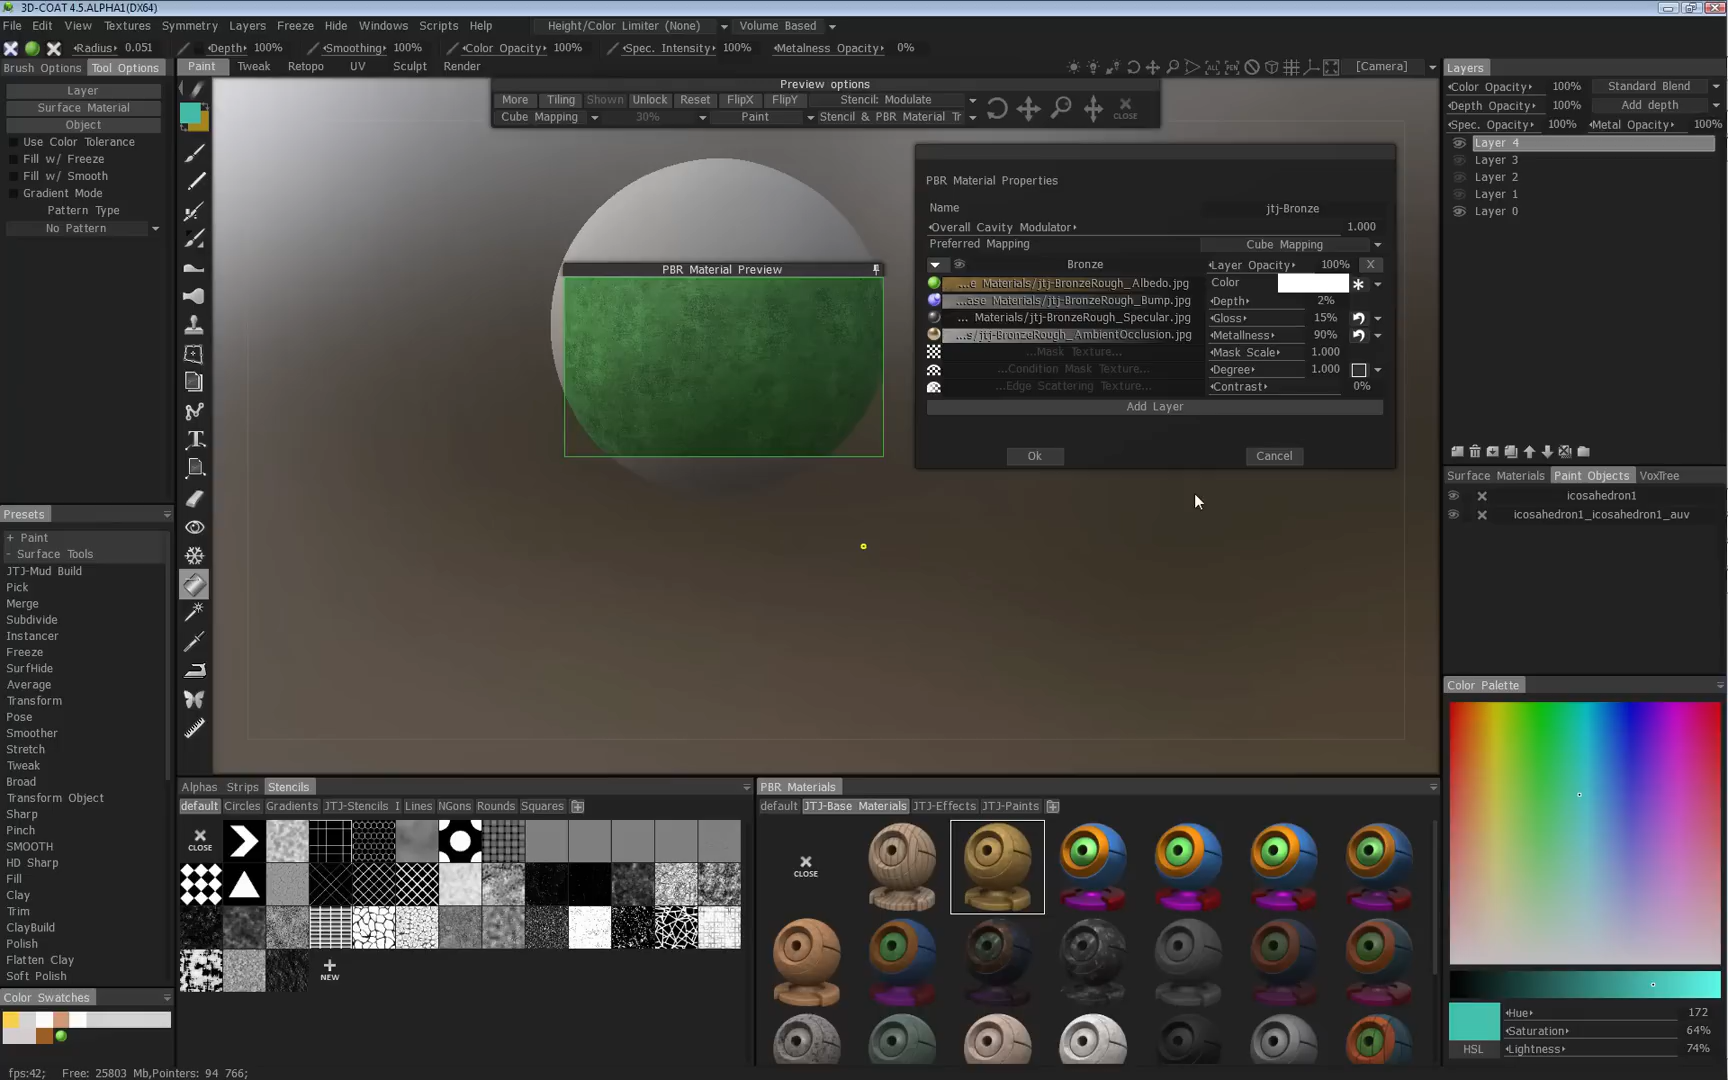 3D-COAT 4.5.ALPHA1(DX64)
File Edit View Textures Symmetry Layers Freeze Hide Windows Scripts Help Height/Color Limiter (None) Volume Based
Radius 0.051 Depth 100% Smoothing 100% Color Opacity 100% Spec. Intensity 100% Metalness Opacity 0%
Brush Options Tool Options Paint Tweak Retopo UV Sculpt Render [Camera]
Layer
Surface Material
Object
Use Color Tolerance
Fill w/ Freeze
Fill w/ Smooth
Gradient Mode
Pattern Type
No Pattern
Preview options
More Tiling Shown Unlock Reset FlipX FlipY Stencil: Modulate
Cube Mapping 30% Paint Stencil & PBR Material Tr CLOSE
PBR Material Preview
PBR Material Properties
Name jtj-Bronze
Overall Cavity Modulator 1.000
Preferred Mapping Cube Mapping
Bronze Layer Opacity 100% X
...e Materials/jtj-BronzeRough_Albedo.jpg Color
...ase Materials/jtj-BronzeRough_Bump.jpg Depth 2%
... Materials/jtj-BronzeRough_Specular.jpg Gloss 15%
...s/jtj-BronzeRough_AmbientOcclusion.jpg Metallness 90%
...Mask Texture... Mask Scale 1.000
...Condition Mask Texture... Degree 1.000
...Edge Scattering Texture... Contrast 0%
Add Layer
Ok Cancel
Layers
Color Opacity 100% Standard Blend
Depth Opacity 100% Add depth
Spec. Opacity 100% Metal Opacity 100%
Layer 4
Layer 3
Layer 2
Layer 1
Layer 0
Surface Materials Paint Objects VoxTree
icosahedron1
icosahedron1_icosahedron1_auv
Presets
+ Paint
- Surface Tools
JTJ-Mud Build
Pick
Merge
Subdivide
Instancer
Freeze
SurfHide
Average
Transform
Pose
Smoother
Stretch
Tweak
Broad
Transform Object
Sharp
Pinch
SMOOTH
HD Sharp
Fill
Clay
Trim
ClayBuild
Polish
Flatten Clay
Soft Polish
Color Swatches
Alphas Strips Stencils
default Circles Gradients JTJ-Stencils I Lines NGons Rounds Squares
CLOSE
NEW
PBR Materials
default JTJ-Base Materials JTJ-Effects JTJ-Paints
CLOSE
Color Palette
Hue 172
Saturation 64%
HSL Lightness 74%
fps:42; Free: 25803 Mb,Pointers: 94 766;